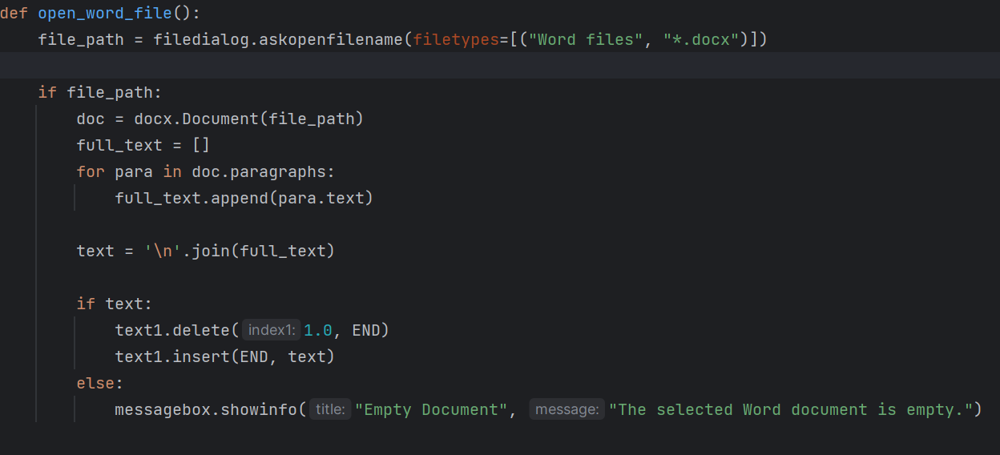 def open_word_file():
    file_path = filedialog.askopenfilename(filetypes=[("Word files", "*.docx")])

    if file_path:
        doc = docx.Document(file_path)
        full_text = []
        for para in doc.paragraphs:
            full_text.append(para.text)

        text = '\n'.join(full_text)

        if text:
            text1.delete(index1: 1.0, END)
            text1.insert(END, text)
        else:
            messagebox.showinfo(title: "Empty Document", message: "The selected Word document is empty.")